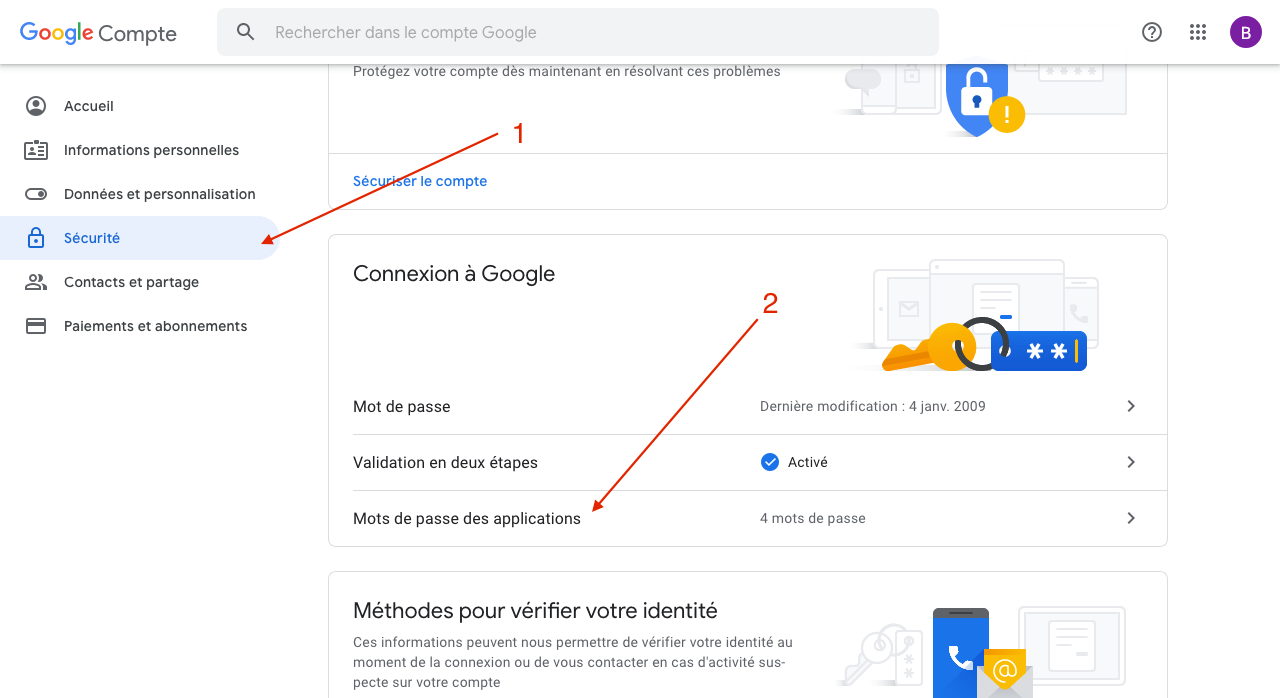 Google Compte
Rechercher dans le compte Google
B
Protégez votre compte dès maintenant en résolvant ces problèmes
Accueil
Informations personnelles
Données et personnalisation
Sécurité
Contacts et partage
Paiements et abonnements
1
Sécuriser le compte
Connexion à Google
2
Mot de passe
Dernière modification : 4 janv. 2009
Validation en deux étapes
Activé
Mots de passe des applications
4 mots de passe
Méthodes pour vérifier votre identité
Ces informations peuvent nous permettre de vérifier votre identité au
moment de la connexion ou de vous contacter en cas d'activité sus-
pecte sur votre compte